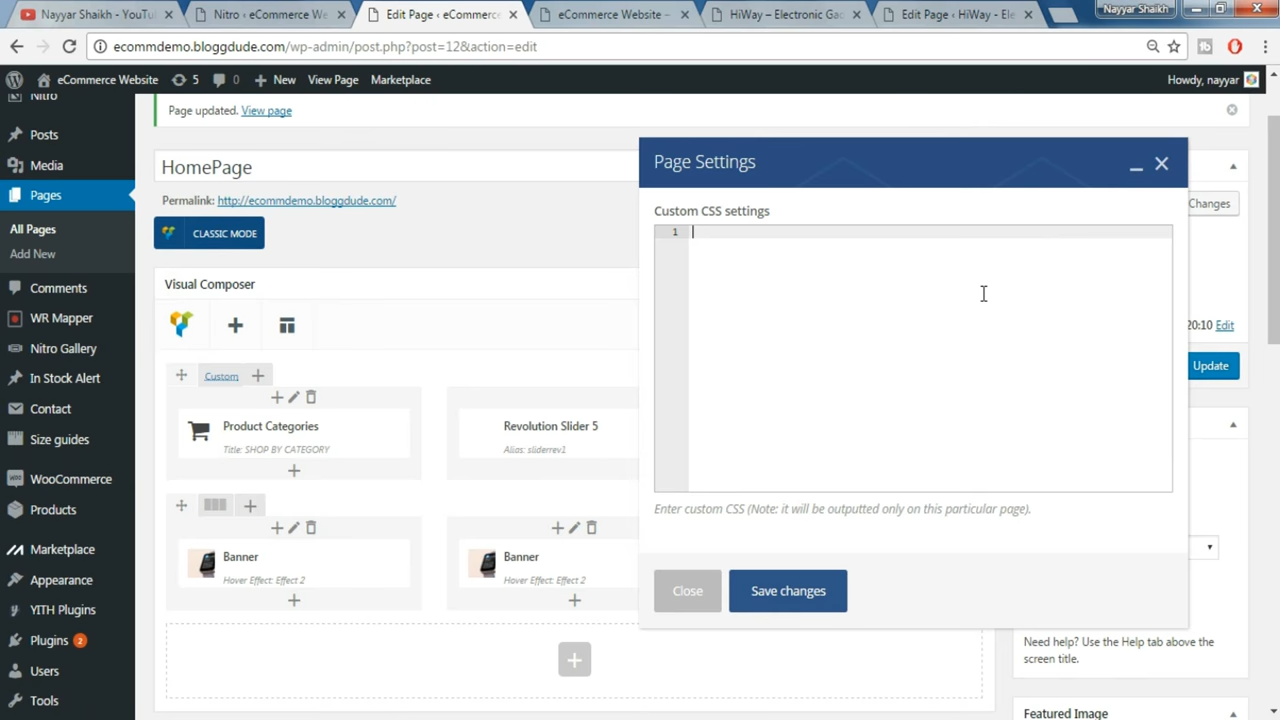 Nayyar Shaikh - YouTu
Nitro ‹ eCommerce We
Edit Page ‹ eCommerce
eCommerce Website –
HiWay – Electronic Ga
Edit Page ‹ HiWay - Ele
Nayyar Shaikh
ecommdemo.bloggdude.com/wp-admin/post.php?post=12&action=edit
eCommerce Website
5
0
New
View Page
Marketplace
Howdy, nayyar
Nitro
Posts
Media
Pages
All Pages
Add New
Comments
WR Mapper
Nitro Gallery
In Stock Alert
Contact
Size guides
WooCommerce
Products
Marketplace
Appearance
YITH Plugins
Plugins 2
Users
Tools
Page updated. View page
HomePage
Permalink: http://ecommdemo.bloggdude.com/
CLASSIC MODE
Visual Composer
Custom
Product Categories
Title: SHOP BY CATEGORY
Revolution Slider 5
Alias: sliderrev1
Banner
Hover Effect: Effect 2
Banner
Hover Effect: Effect 2
Page Settings
Custom CSS settings
1
Enter custom CSS (Note: it will be outputted only on this particular page).
Close
Save changes
Changes
20:10 Edit
Update
Need help? Use the Help tab above the
screen title.
Featured Image